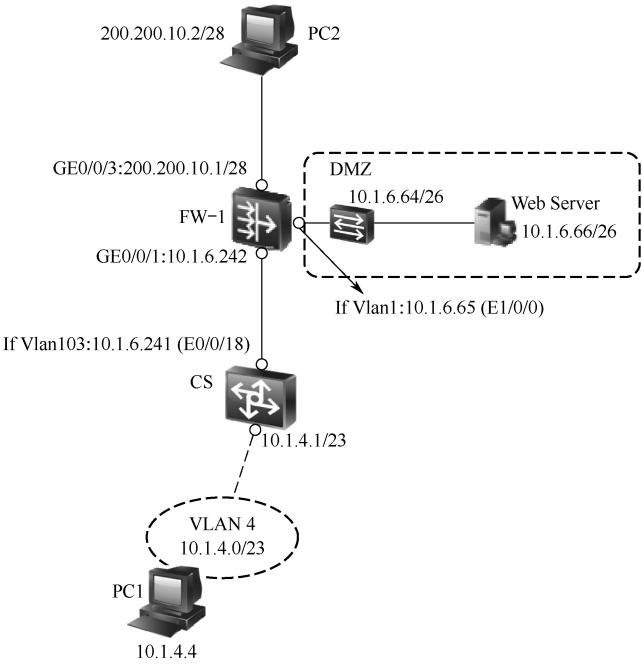 200.200.10.2/28
PC2
GE0/0/3:200.200.10.1/28
DMZ
10.1.6.64/26
Web Server
FW-1
10.1.6.66/26
GE0/0/1:10.1.6.242
If Vlan1:10.1.6.65 (E1/0/0)
If Vlan103:10.1.6.241 (E0/0/18)
CS
10.1.4.1/23
VLAN 4
10.1.4.0/23
PC1
10.1.4.4